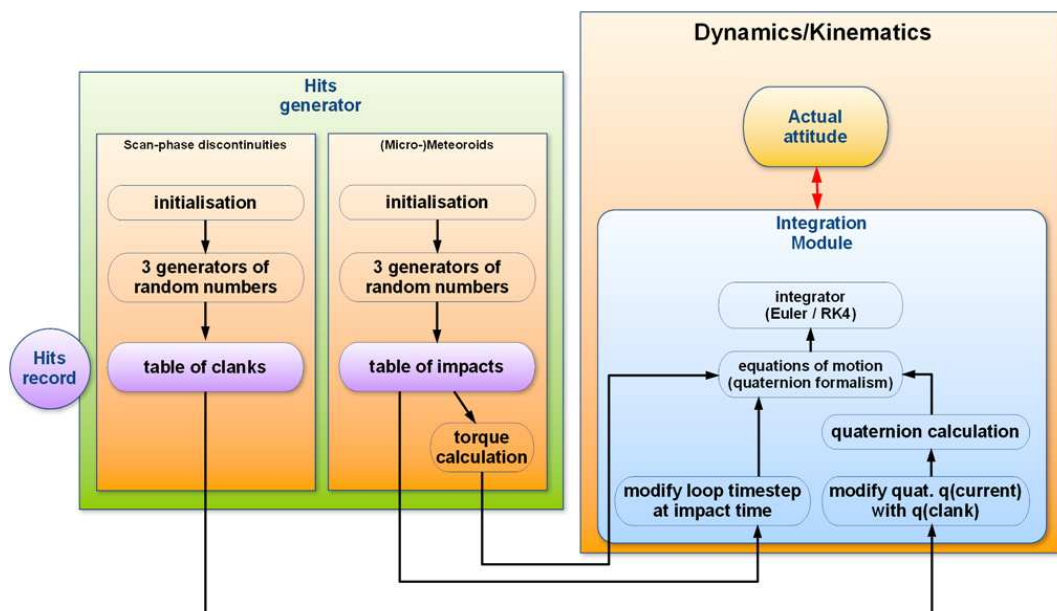 Dynamics/Kinematics
Hits
generator
Scan-phase discontinuities
initialisation
3 generators of
random numbers
table of clanks
(Micro-)Meteoroids
initialisation
3 generators of
random numbers
table of impacts
torque
calculation
Hits
record
Actual
attitude
Integration
Module
integrator
(Euler / RK4)
equations of motion
(quaternion formalism)
quaternion calculation
modify loop timestep
at impact time
modify quat. q(current)
with q(clank)